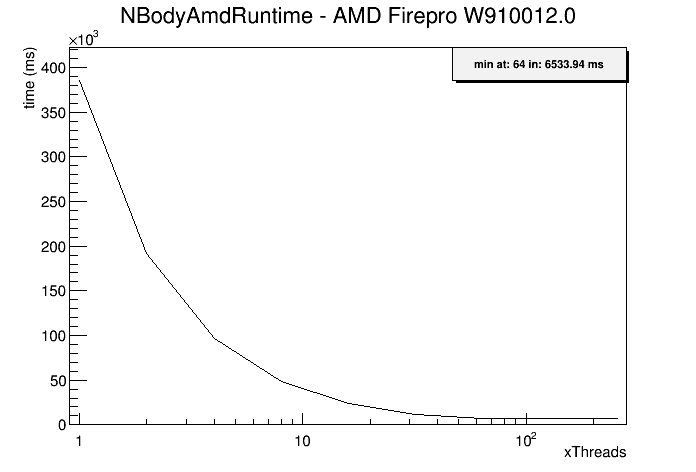 NBodyAmdRuntime - AMD Firepro W910012.0
×10³
time (ms)
min at: 64 in: 6533.94 ms
400
350
300
250
200
150
100
50
0
1 10 10²
xThreads